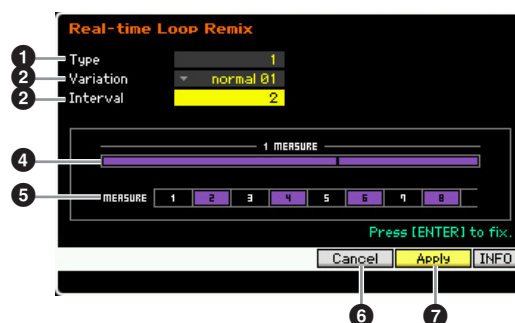 Real-time Loop Remix
1 Type 1
2 Variation normal 01
2 Interval 2
1 MEASURE
4
5 MEASURE 1 2 3 4 5 6 7 8
Press [ENTER] to fix.
Cancel Apply INFO
6 7